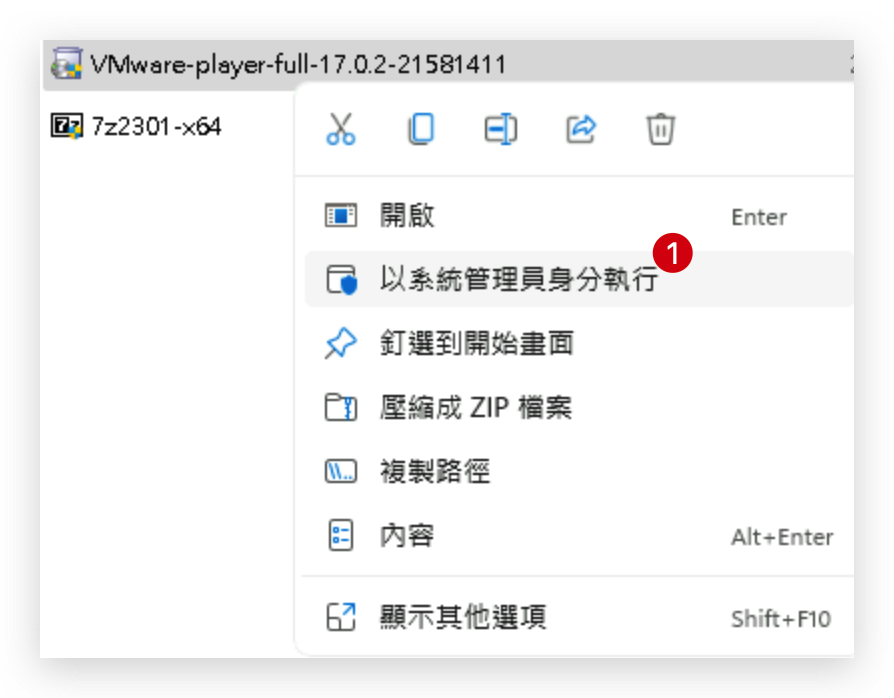 VMware-player-full-17.0.2-21581411
7z2301-x64
開啟 Enter
以系統管理員身分執行 1
釘選到開始畫面
壓縮成 ZIP 檔案
複製路徑
內容 Alt+Enter
顯示其他選項 Shift+F10